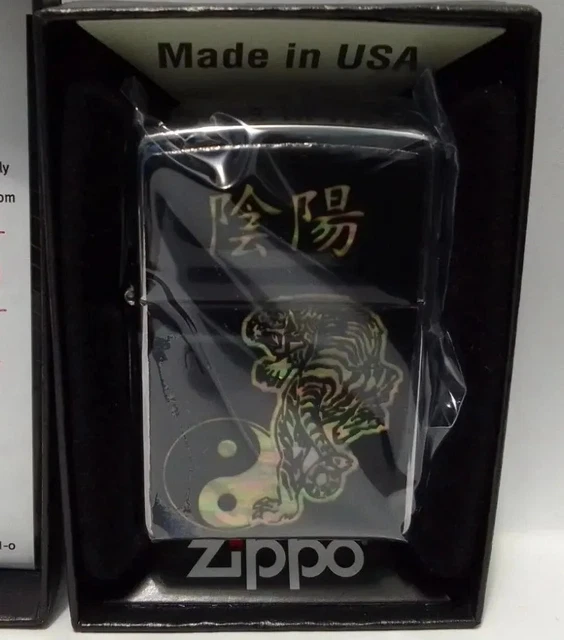 Made in USA
陰陽
zippo